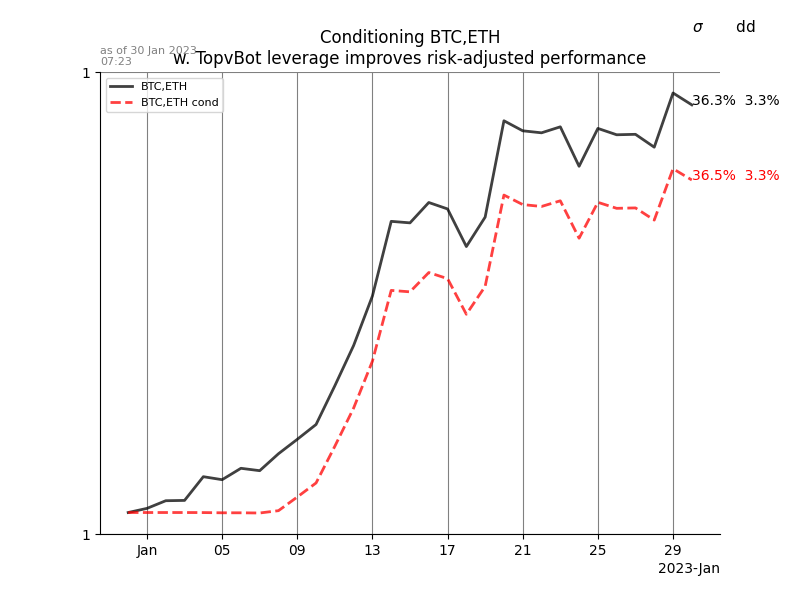 σ dd
Conditioning BTC,ETH
w. TopvBot leverage improves risk-adjusted performance
as of 30 Jan 2023
07:23
1
BTC,ETH
BTC,ETH cond
36.3% 3.3%
36.5% 3.3%
1
Jan 05 09 13 17 21 25 29
2023-Jan